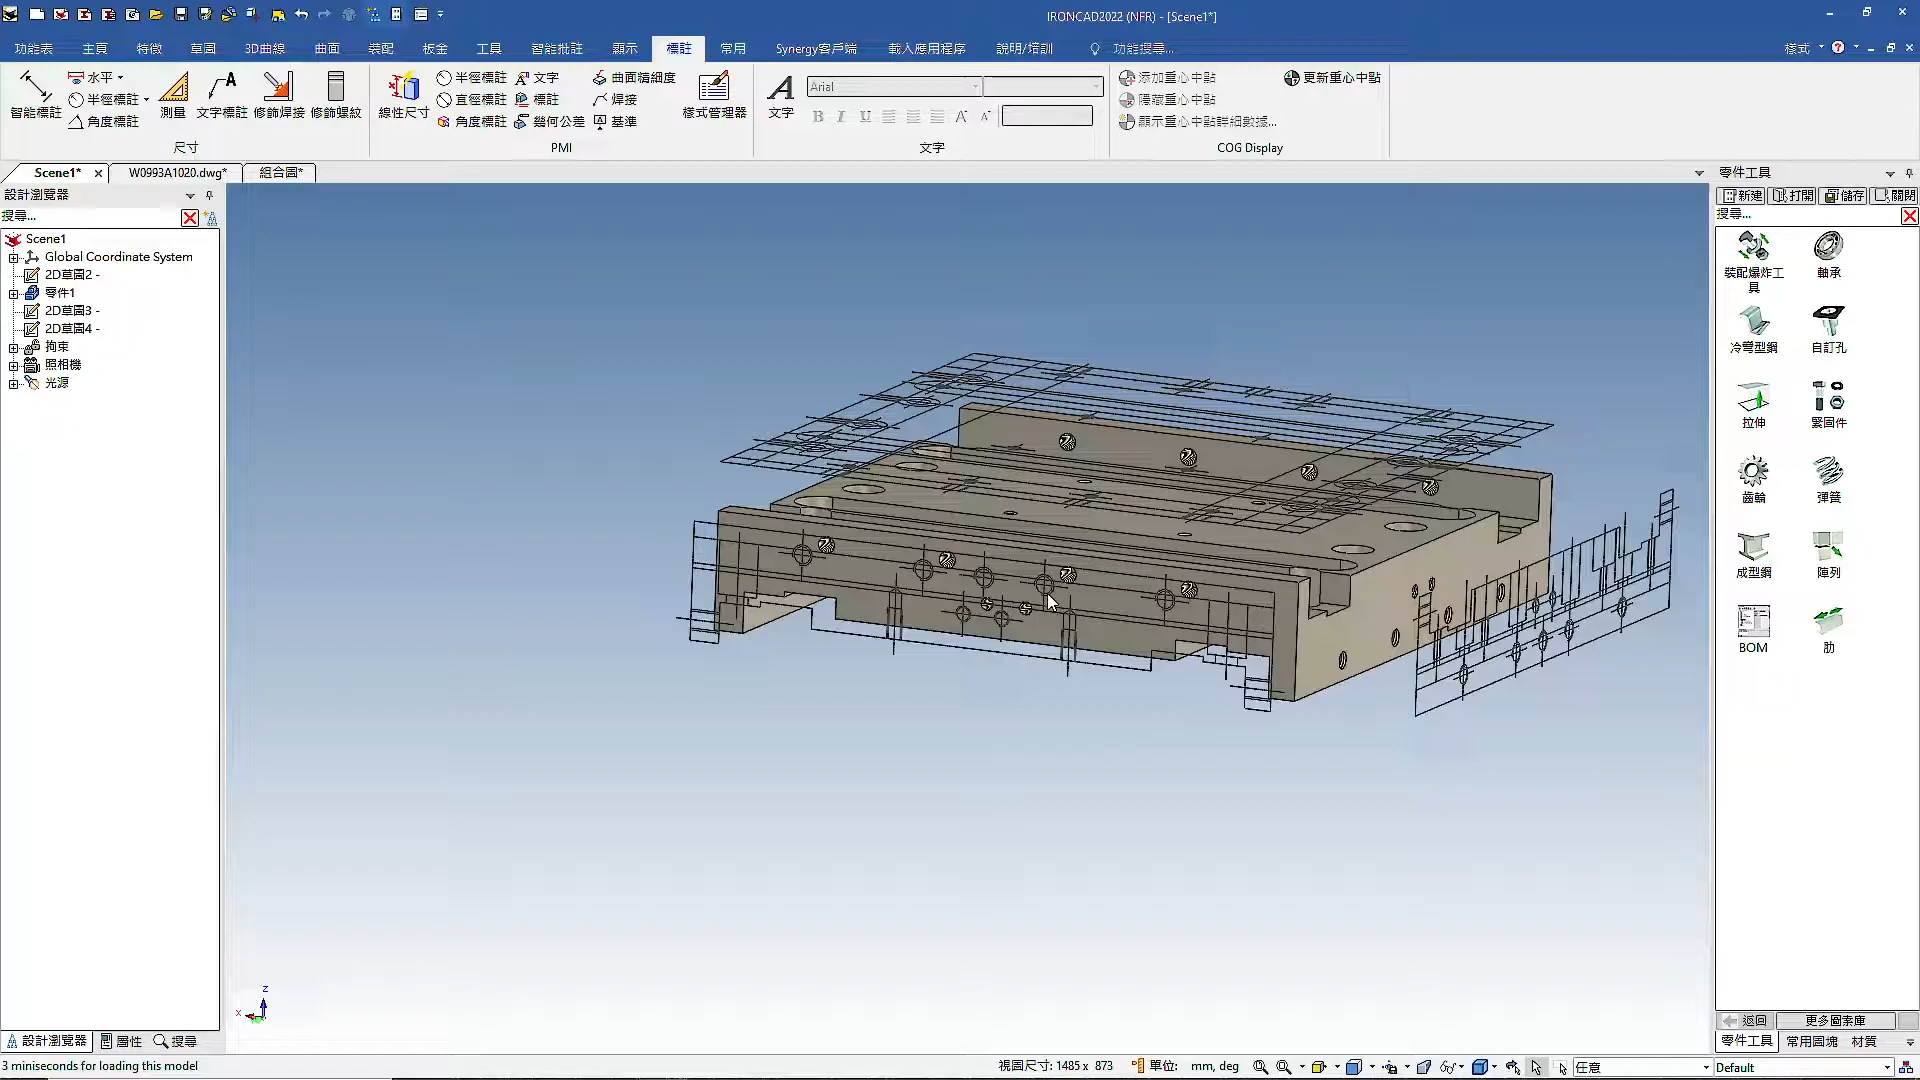 IRONCAD2022 (NFR) - [Scene1*]
功能表 主頁 特徵 草圖 3D曲線 曲面 裝配 板金 工具 智能批註 顯示 標註 常用 Synergy客戶端 載入應用程序 說明/培訓 功能搜尋... 樣式
智能標註 水平 半徑標註 角度標註 測量 文字標註 修飾焊接 修飾螺紋
尺寸
線性尺寸 半徑標註 直徑標註 角度標註 文字 標註 幾何公差 曲面精細度 焊接 基準 樣式管理器
PMI
文字 Arial
B I U A A
文字
添加重心中點 更新重心中點
隱藏重心中點
顯示重心中點詳細數據...
COG Display
Scene1* W0993A1020.dwg* 組合圖*
設計瀏覽器
搜尋...
Scene1
Global Coordinate System
2D草圖2 -
零件1
2D草圖3 -
2D草圖4 -
拘束
照相機
光源
z
x
零件工具
新建 打開 儲存 關閉
搜尋...
裝配爆炸工具 軸承
冷彎型鋼 自訂孔
拉伸 緊固件
齒輪 彈簧
成型鋼 陣列
BOM 肋
返回 更多圖素庫
零件工具 常用圖塊 材質
設計瀏覽器 屬性 搜尋
3 miniseconds for loading this model
視圖尺寸: 1485 x 873 單位: mm, deg 任意 Default